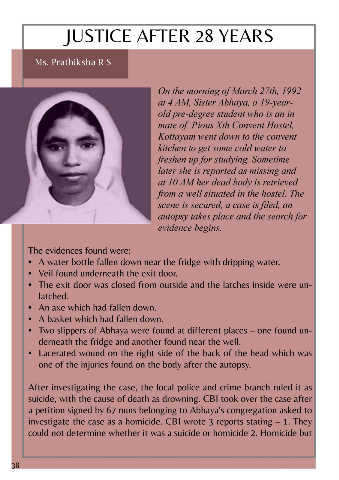 JUSTICE AFTER 28 YEARS
Ms. Prathiksha R S
On the morning of March 27th, 1992
at 4 AM, Sister Abhaya, a 19-year-
old pre-degree student who is an in
mate of Pious Xth Convent Hostel,
Kottayam went down to the convent
kitchen to get some cold water to
freshen up for studying. Sometime
later she is reported as missing and
at 10 AM her dead body is retrieved
from a well situated in the hostel. The
scene is secured, a case is filed, an
autopsy takes place and the search for
evidence begins.
The evidences found were:
• A water bottle fallen down near the fridge with dripping water.
• Veil found underneath the exit door.
• The exit door was closed from outside and the latches inside were un-
latched.
• An axe which had fallen down.
• A basket which had fallen down.
• Two slippers of Abhaya were found at different places – one found un-
derneath the fridge and another found near the well.
• Lacerated wound on the right side of the back of the head which was
one of the injuries found on the body after the autopsy.
After investigating the case, the local police and crime branch ruled it as
suicide, with the cause of death as drowning. CBI took over the case after
a petition signed by 67 nuns belonging to Abhaya's congregation asked to
investigate the case as a homicide. CBI wrote 3 reports stating – 1. They
could not determine whether it was a suicide or homicide 2. Homicide but
38